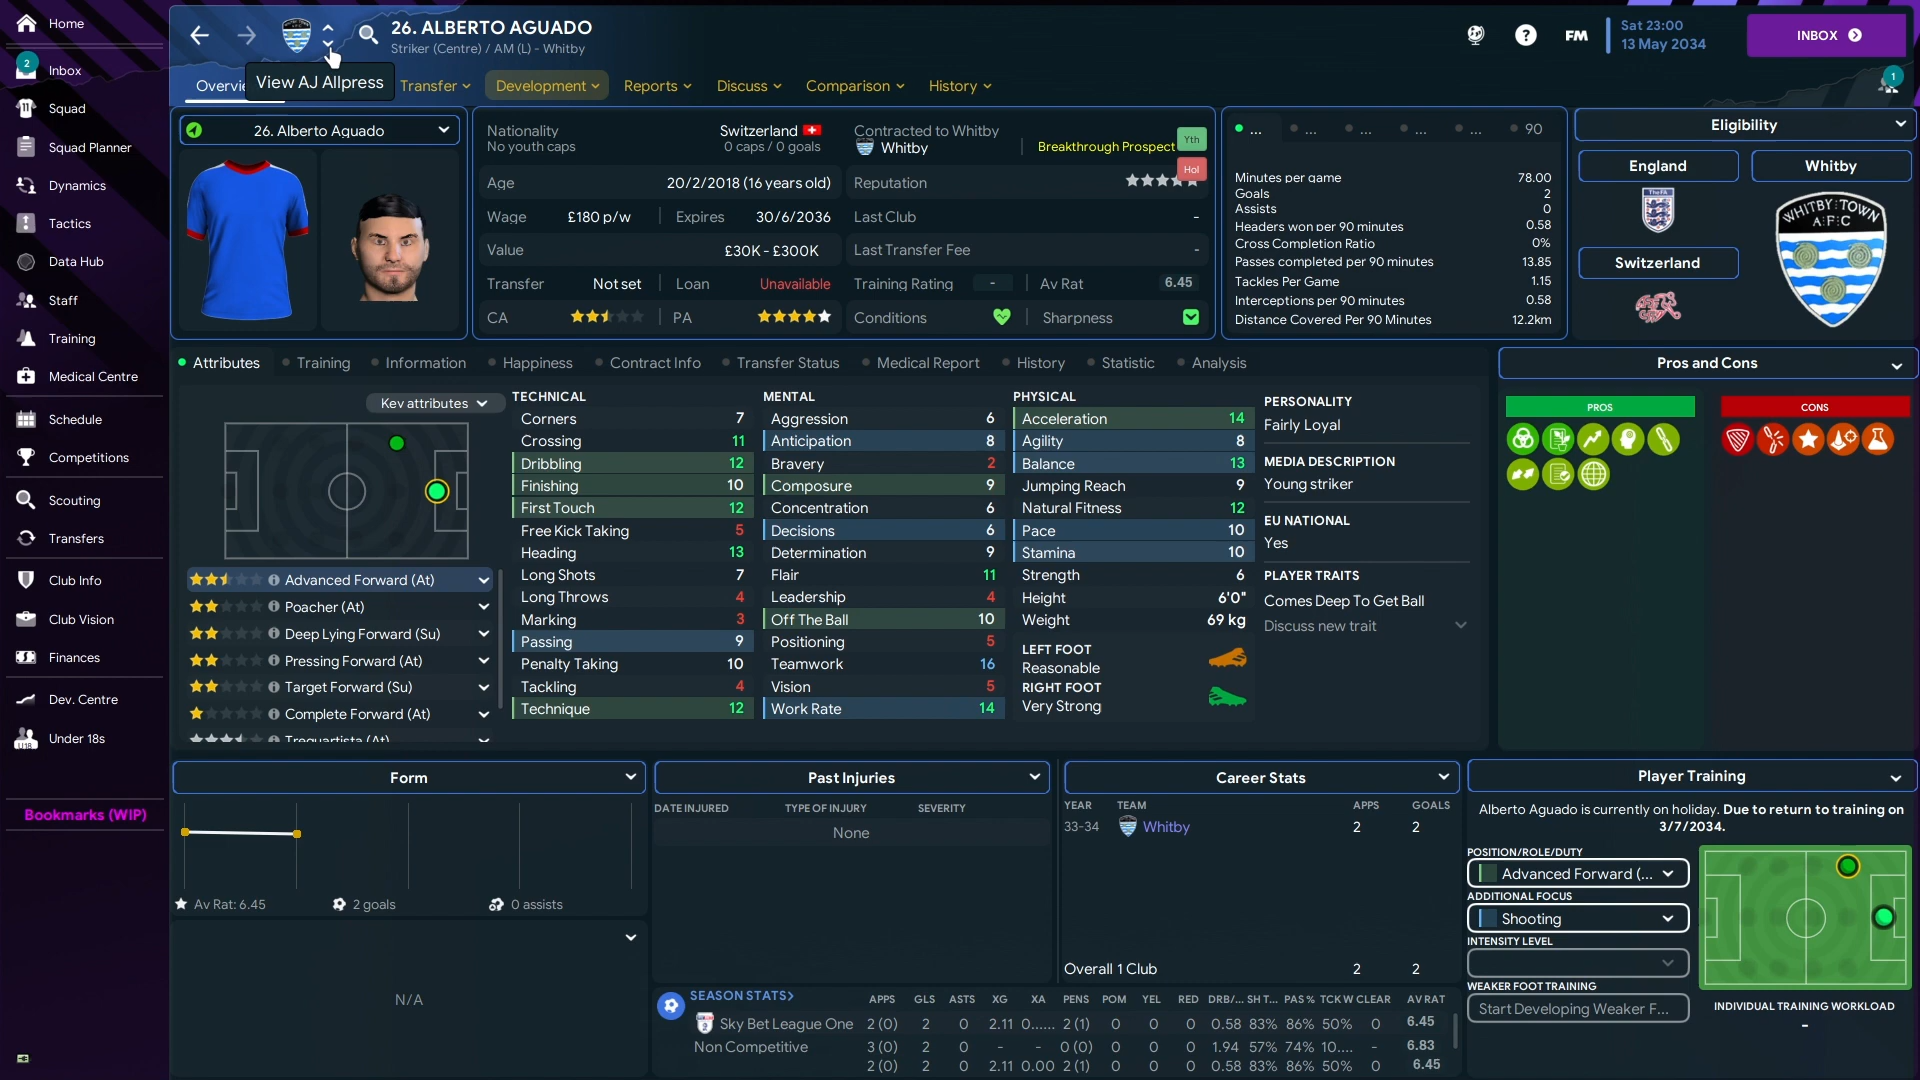 Home
2
Inbox
Squad
Squad Planner
Dynamics
Tactics
Data Hub
Staff
Training
Medical Centre
Schedule
Competitions
Scouting
Transfers
Club Info
Club Vision
Finances
Dev. Centre
U18
Under 18s
Bookmarks (WIP)
26. ALBERTO AGUADO
Striker (Centre) / AM (L) - Whitby
View AJ Allpress
?
FM
Sat 23:00
13 May 2034
INBOX
Transfer
Development
Reports
Discuss
Comparison
History
1
26. Alberto Aguado
Nationality Switzerland
No youth caps 0 caps / 0 goals
Age 20/2/2018 (16 years old)
Wage £180 p/w Expires 30/6/2036
Value £30K - £300K
Transfer Not set Loan Unavailable
CA PA
Contracted to Whitby
Whitby Breakthrough Prospect
Yth
Hol
Reputation
Last Club -
Last Transfer Fee -
Training Rating - Av Rat 6.45
Conditions Sharpness
... ... ... ... ... 90
Minutes per game 78.00
Goals 2
Assists 0
Headers won per 90 minutes 0.58
Cross Completion Ratio 0%
Passes completed per 90 minutes 13.85
Tackles Per Game 1.15
Interceptions per 90 minutes 0.58
Distance Covered Per 90 Minutes 12.2km
Eligibility
England Whitby
Switzerland
WHITBY TOWN
A.F.C
Attributes Training Information Happiness Contract Info Transfer Status Medical Report History Statistic Analysis
Key attributes
Advanced Forward (At)
Poacher (At)
Deep Lying Forward (Su)
Pressing Forward (At)
Target Forward (Su)
Complete Forward (At)
Trequartista (At)
TECHNICAL
Corners 7
Crossing 11
Dribbling 12
Finishing 10
First Touch 12
Free Kick Taking 5
Heading 13
Long Shots 7
Long Throws 4
Marking 3
Passing 9
Penalty Taking 10
Tackling 4
Technique 12
MENTAL
Aggression 6
Anticipation 8
Bravery 2
Composure 9
Concentration 6
Decisions 6
Determination 9
Flair 11
Leadership 4
Off The Ball 10
Positioning 5
Teamwork 16
Vision 5
Work Rate 14
PHYSICAL
Acceleration 14
Agility 8
Balance 13
Jumping Reach 9
Natural Fitness 12
Pace 10
Stamina 10
Strength 6
Height 6'0"
Weight 69 kg
LEFT FOOT
Reasonable
RIGHT FOOT
Very Strong
PERSONALITY
Fairly Loyal
MEDIA DESCRIPTION
Young striker
EU NATIONAL
Yes
PLAYER TRAITS
Comes Deep To Get Ball
Discuss new trait
Pros and Cons
PROS CONS
Form
Av Rat: 6.45 2 goals 0 assists
N/A
Past Injuries
DATE INJURED TYPE OF INJURY SEVERITY
None
Career Stats
YEAR TEAM APPS GOALS
33-34 Whitby 2 2
Overall 1 Club 2 2
SEASON STATS> APPS GLS ASTS XG XA PENS POM YEL RED DRB/... SH T... PAS % TCK W CLEAR AV RAT
Sky Bet League One 2 (0) 2 0 2.11 0...... 2 (1) 0 0 0 0.58 83% 86% 50% 0 6.45
Non Competitive 3 (0) 2 0 - - 0 (0) 0 0 0 1.94 57% 74% 10.... - 6.83
2 (0) 2 0 2.11 0.00 2 (1) 0 0 0 0.58 83% 86% 50% 0 6.45
Player Training
Alberto Aguado is currently on holiday. Due to return to training on
3/7/2034.
POSITION/ROLE/DUTY
Advanced Forward (...
ADDITIONAL FOCUS
Shooting
INTENSITY LEVEL
WEAKER FOOT TRAINING
Start Developing Weaker F...
INDIVIDUAL TRAINING WORKLOAD
-